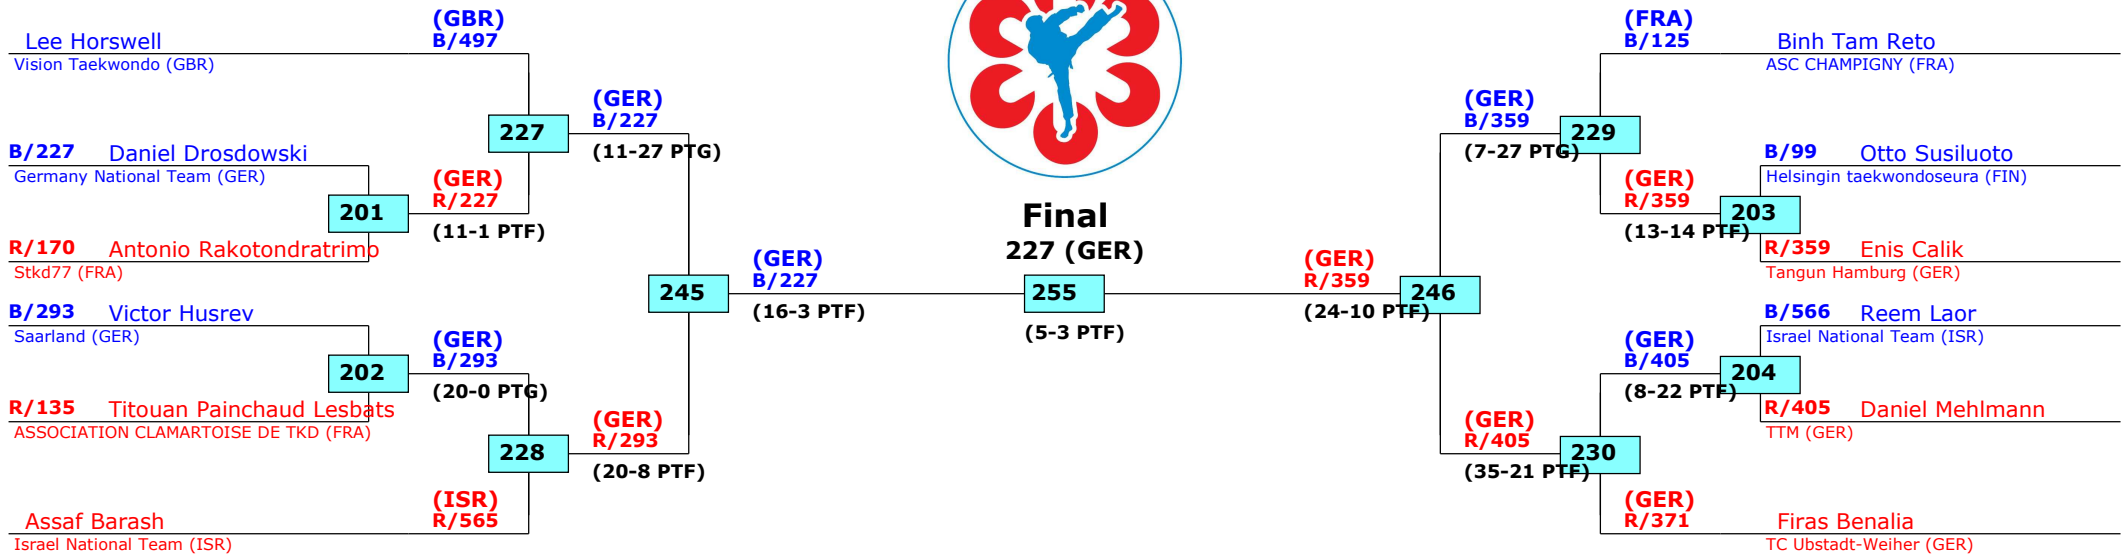 (GBR)
Lee Horswell B/497
Vision Taekwondo (GBR)
(GER)
B/227
227
(11-27 PTG)
B/227 Daniel Drosdowski
Germany National Team (GER)
(GER)
R/227
201
(11-1 PTF)
R/170 Antonio Rakotondratrimo
Stkd77 (FRA)
(GER)
B/227
245
(16-3 PTF)
B/293 Victor Husrev
Saarland (GER)
(GER)
B/293
202
(20-0 PTG)
R/135 Titouan Painchaud Lesbats
ASSOCIATION CLAMARTOISE DE TKD (FRA)
(GER)
R/293
228
(20-8 PTF)
(ISR)
Assaf Barash R/565
Israel National Team (ISR)
Final
227 (GER)
255
(5-3 PTF)
(FRA)
B/125 Binh Tam Reto
ASC CHAMPIGNY (FRA)
(GER)
B/359
229
(7-27 PTG)
B/99 Otto Susiluoto
Helsingin taekwondoseura (FIN)
(GER)
R/359
203
(13-14 PTF)
R/359 Enis Calik
Tangun Hamburg (GER)
(GER)
R/359
246
(24-10 PTF)
B/566 Reem Laor
Israel National Team (ISR)
(GER)
B/405
204
(8-22 PTF)
R/405 Daniel Mehlmann
TTM (GER)
(GER)
R/405
230
(35-21 PTF)
(GER)
R/371 Firas Benalia
TC Ubstadt-Weiher (GER)